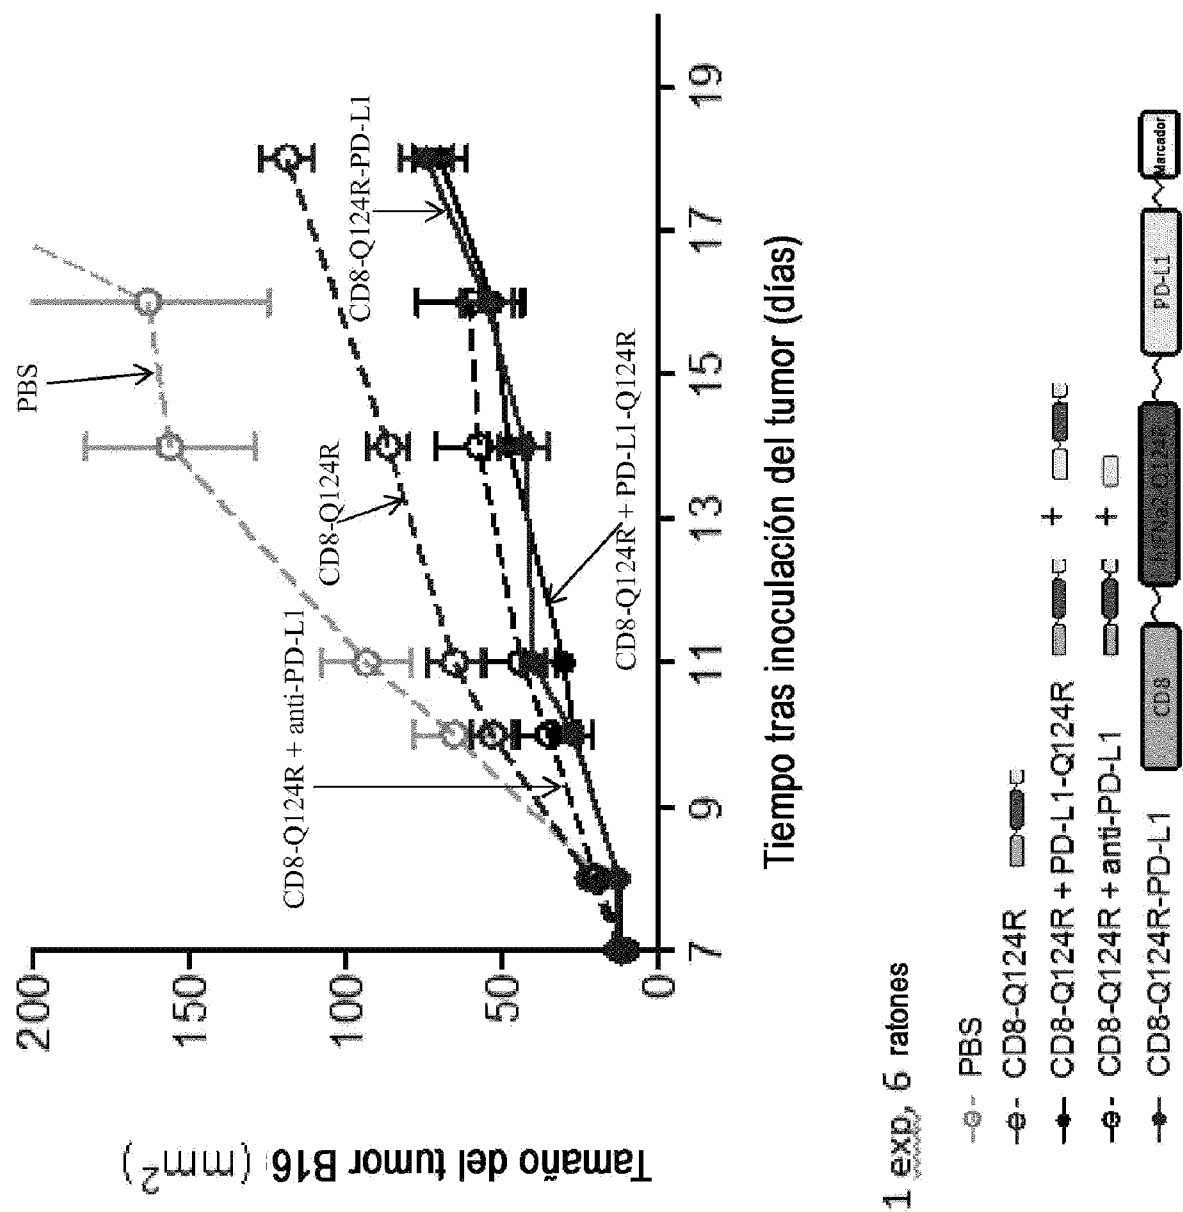 Tamaño del tumor B16 (mm²)
200
150
100
50
0
7
9
11
13
15
17
19
Tiempo tras inoculación del tumor (días)
PBS
CD8-Q124R
CD8-Q124R + anti-PD-L1
CD8-Q124R-PD-L1
CD8-Q124R + PD-L1-Q124R
1 exp, 6 ratones
PBS
CD8-Q124R
CD8-Q124R + PD-L1-Q124R
+
CD8-Q124R + anti-PD-L1
+
CD8-Q124R-PD-L1
CD8
hIFNa2-Q124R
PD-L1
Marcador